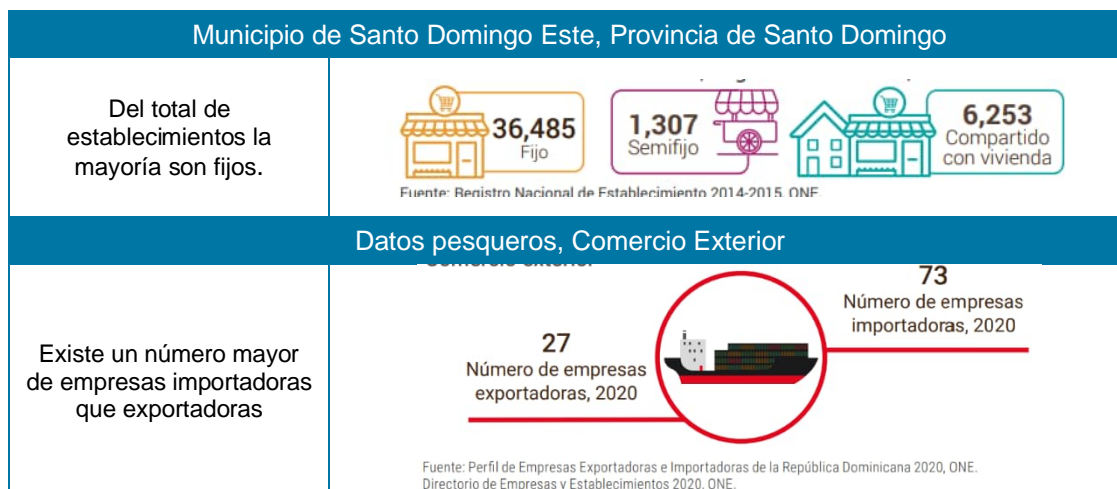 Municipio de Santo Domingo Este, Provincia de Santo Domingo
Del total de
establecimientos la
mayoría son fijos.
36,485
Fijo
1,307
Semifijo
6,253
Compartido
con vivienda
Fuente: Registro Nacional de Establecimiento 2014-2015, ONE.
Datos pesqueros, Comercio Exterior
Existe un número mayor
de empresas importadoras
que exportadoras
Comercio exterior
27
Número de empresas
exportadoras, 2020
73
Número de empresas
importadoras, 2020
Fuente: Perfil de Empresas Exportadoras e Importadoras de la República Dominicana 2020, ONE.
Directorio de Empresas y Establecimientos 2020, ONE.